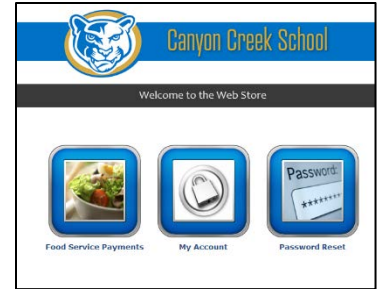 Canyon Creek School
Welcome to the Web Store
Password:
********
Food Service Payments
My Account
Password Reset